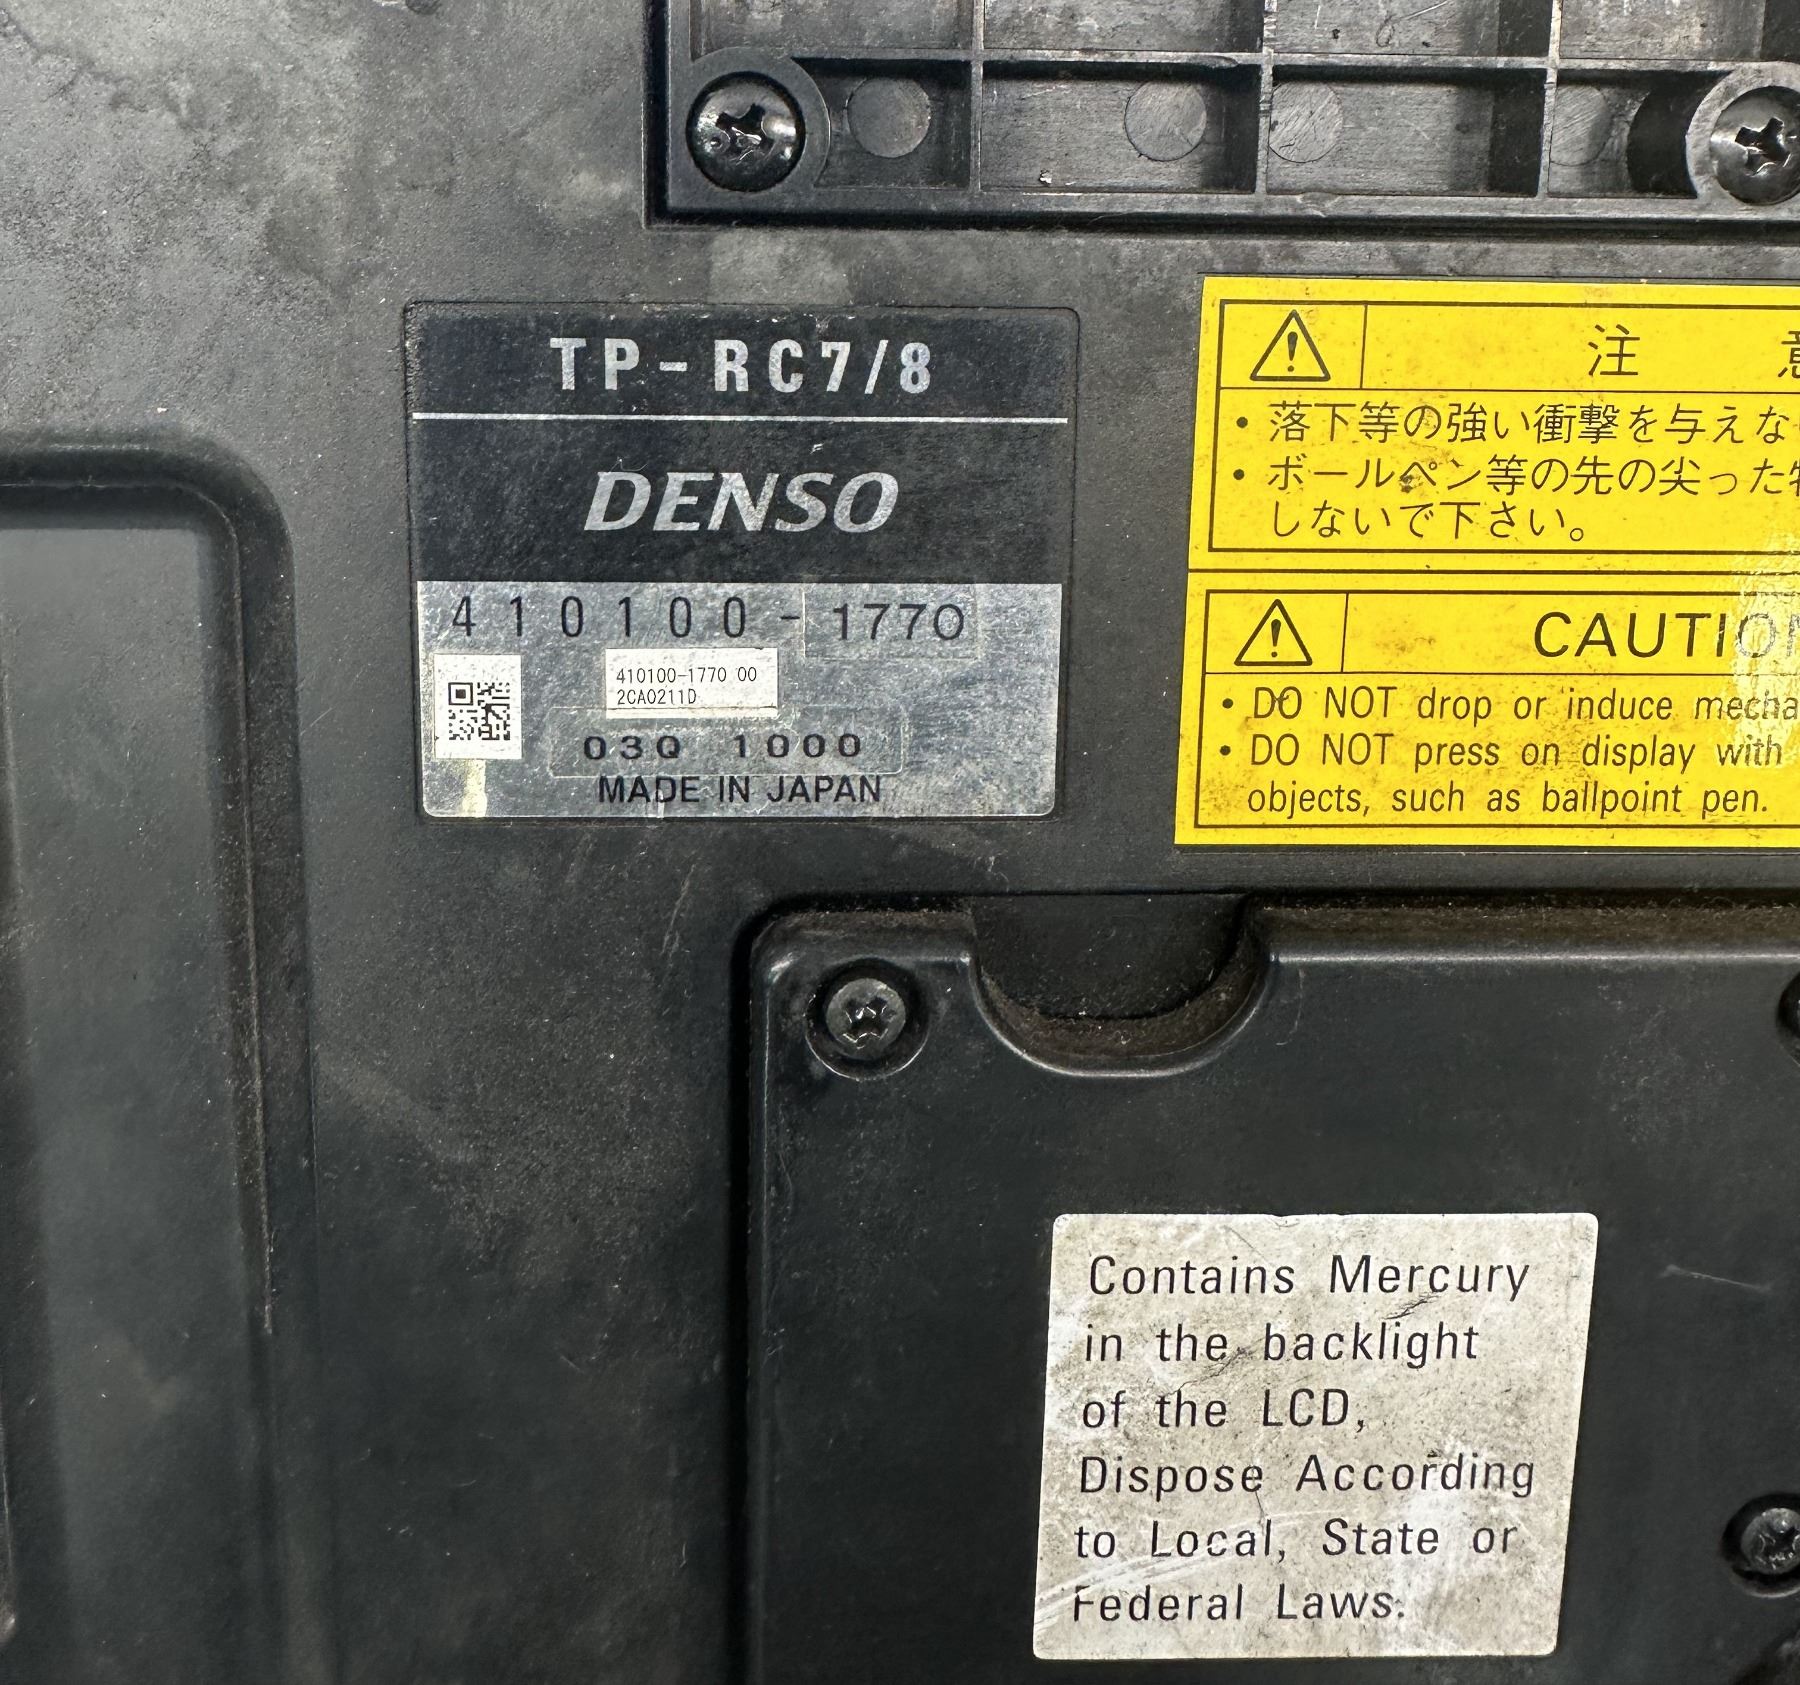 TP-RC7/8
DENSO
410100-1770
410100-1770 00
2CA0211D
03Q 1000
MADE IN JAPAN
注
・落下等の強い衝撃を与えな
・ボールペン等の先の尖った
しないで下さい。
CAUTION
• DO NOT drop or induce
• DO NOT press on display with
objects, such as ballpoint pen.
Contains Mercury
in the backlight
of the LCD,
Dispose According
to Local, State or
Federal Laws.